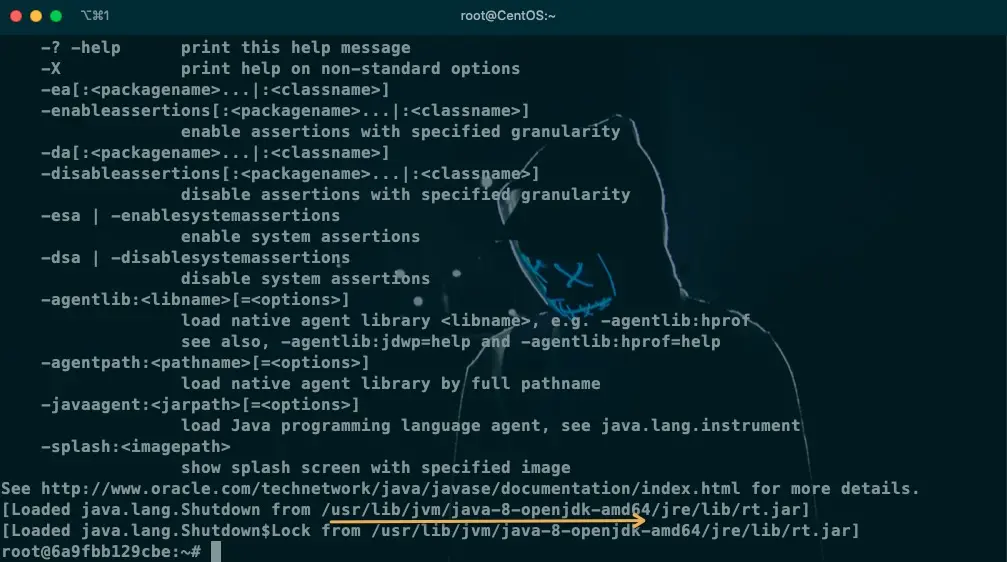 ⌥⌘1 root@CentOS:~
-? -help print this help message
-X print help on non-standard options
-ea[:<packagename>...|:<classname>]
-enableassertions[:<packagename>...|:<classname>]
enable assertions with specified granularity
-da[:<packagename>...|:<classname>]
-disableassertions[:<packagename>...|:<classname>]
disable assertions with specified granularity
-esa | -enablesystemassertions
enable system assertions
-dsa | -disablesystemassertions
disable system assertions
-agentlib:<libname>[=<options>]
load native agent library <libname>, e.g. -agentlib:hprof
see also, -agentlib:jdwp=help and -agentlib:hprof=help
-agentpath:<pathname>[=<options>]
load native agent library by full pathname
-javaagent:<jarpath>[=<options>]
load Java programming language agent, see java.lang.instrument
-splash:<imagepath>
show splash screen with specified image
See http://www.oracle.com/technetwork/java/javase/documentation/index.html for more details.
[Loaded java.lang.Shutdown from /usr/lib/jvm/java-8-openjdk-amd64/jre/lib/rt.jar]
[Loaded java.lang.Shutdown$Lock from /usr/lib/jvm/java-8-openjdk-amd64/jre/lib/rt.jar]
root@6a9fbb129cbe:~#